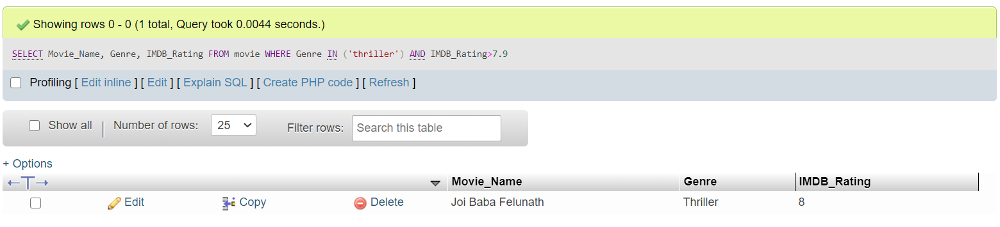 Showing rows 0 - 0 (1 total, Query took 0.0044 seconds.)
SELECT Movie_Name, Genre, IMDB_Rating FROM movie WHERE Genre IN ('thriller') AND IMDB_Rating>7.9
Profiling [ Edit inline ] [ Edit ] [ Explain SQL ] [ Create PHP code ] [ Refresh ]
Show all | Number of rows: 25 Filter rows: Search this table
+ Options
←T→ Movie_Name Genre IMDB_Rating
Edit Copy Delete Joi Baba Felunath Thriller 8